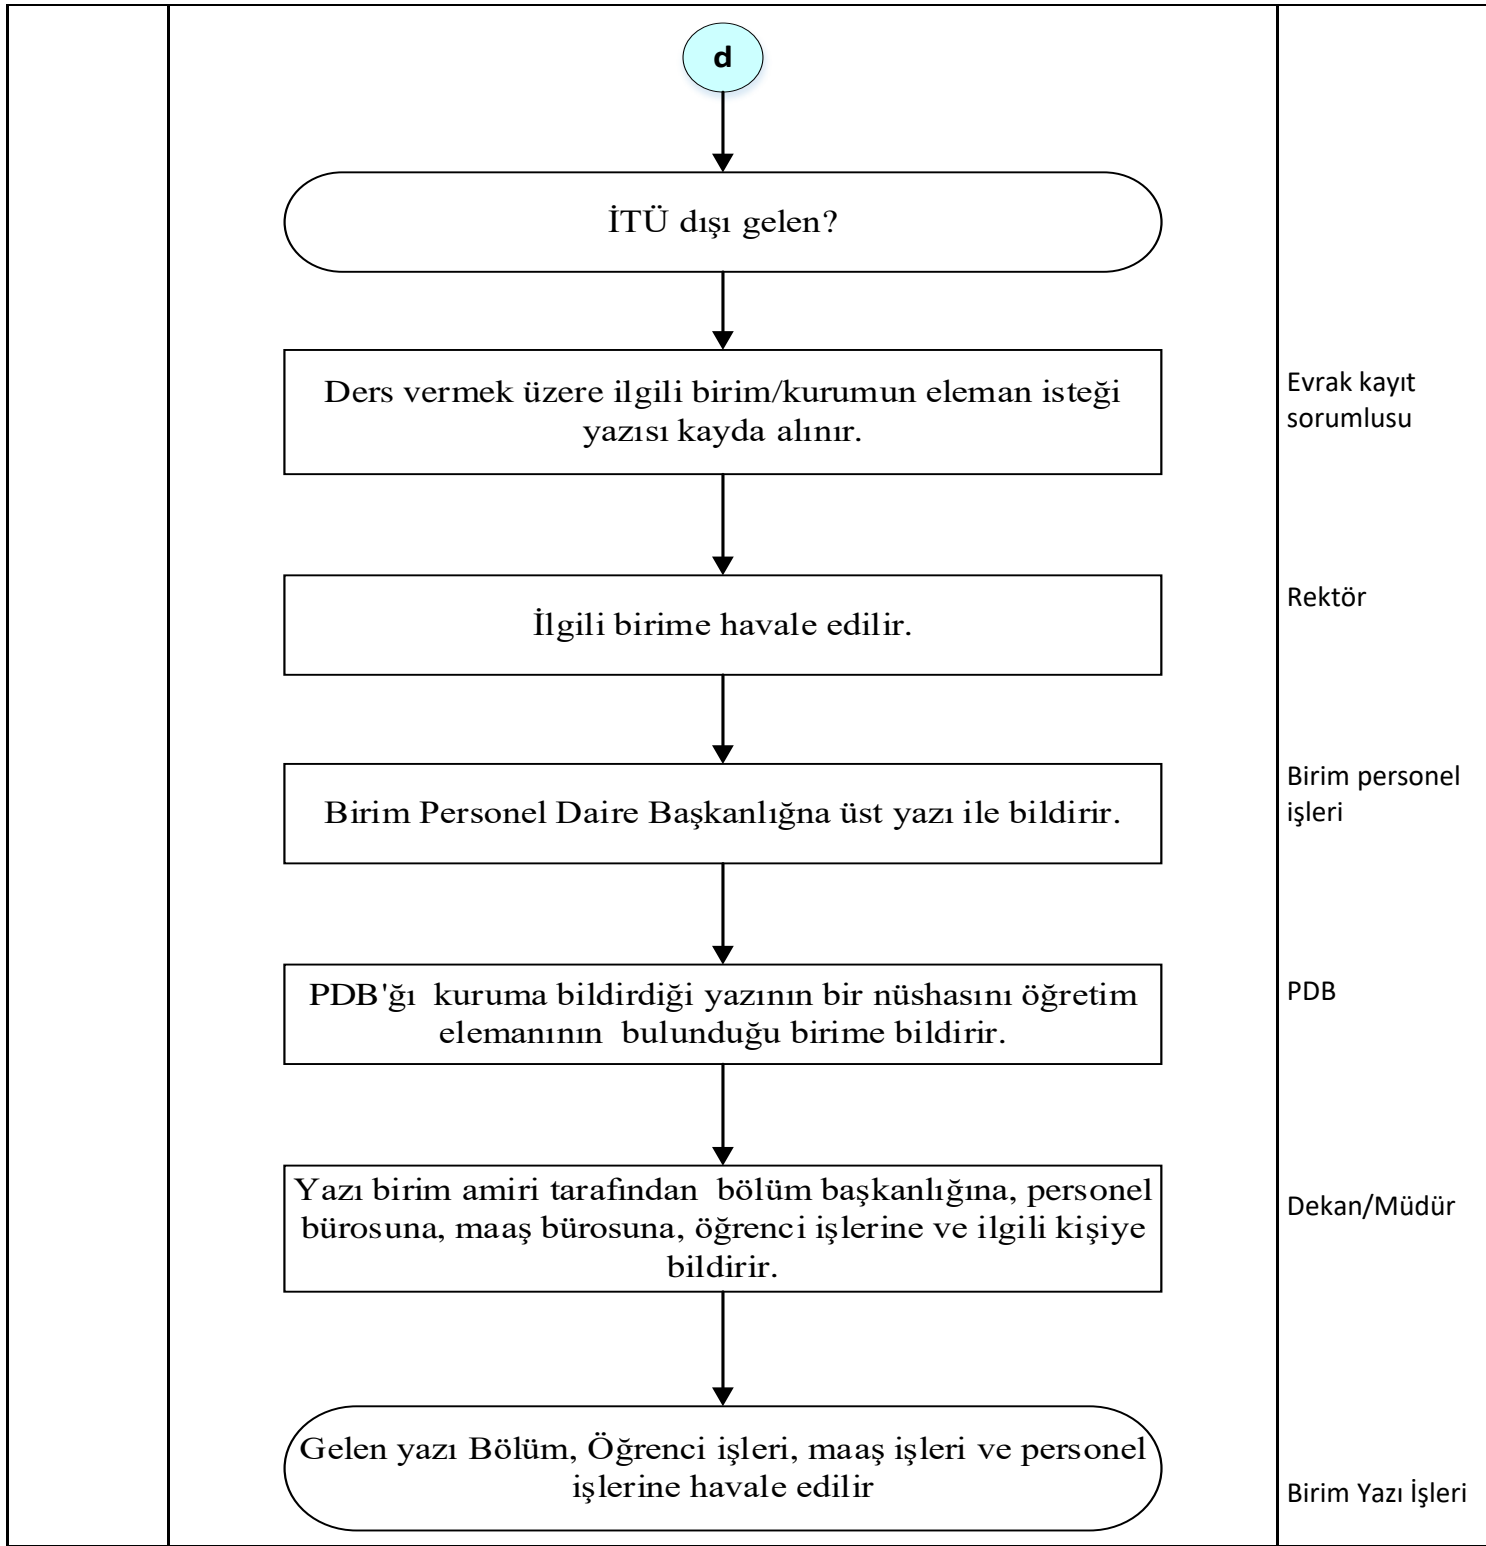 d
İTÜ dışı gelen?
Ders vermek üzere ilgili birim/kurumun eleman isteği
yazısı kayda alınır.
Evrak kayıt
sorumlusu
İlgili birime havale edilir.
Rektör
Birim Personel Daire Başkanlığna üst yazı ile bildirir.
Birim personel
işleri
PDB'ğı kuruma bildirdiği yazının bir nüshasını öğretim
elemanının bulunduğu birime bildirir.
PDB
Yazı birim amiri tarafından bölüm başkanlığına, personel
bürosuna, maaş bürosuna, öğrenci işlerine ve ilgili kişiye
bildirir.
Dekan/Müdür
Gelen yazı Bölüm, Öğrenci işleri, maaş işleri ve personel
işlerine havale edilir
Birim Yazı İşleri